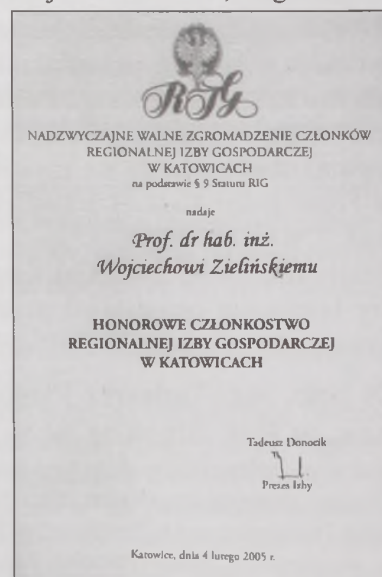 RIG
NADZWYCZAJNE WALNE ZGROMADZENIE CZŁONKÓW
REGIONALNEJ IZBY GOSPODARCZEJ
W KATOWICACH
na podstawie § 9 Statutu RIG
nadaje
Prof. dr hab. inż.
Wojciechowi Zielińskiemu
HONOROWE CZŁONKOSTWO
REGIONALNEJ IZBY GOSPODARCZEJ
W KATOWICACH
Tadeusz Donocik
Prezes Izby
Katowice, dnia 4 lutego 2005 r.